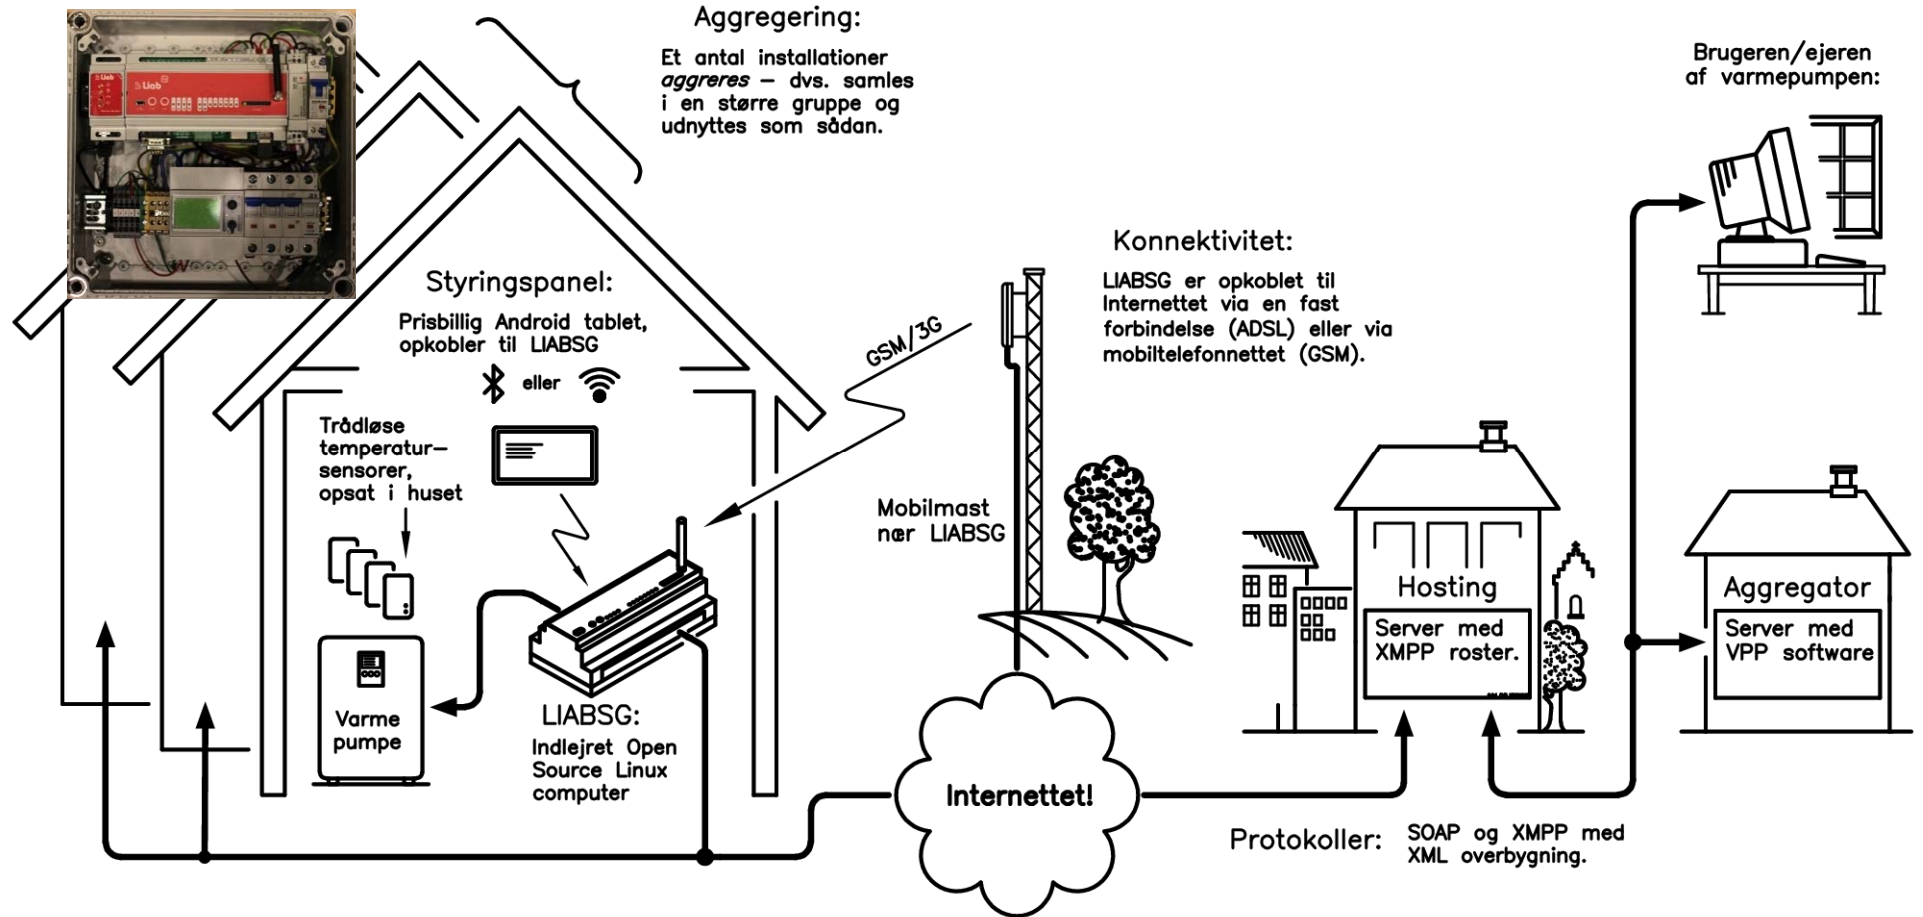 Liab
Liab
Aggregering:
Et antal installationer
aggreres – dvs. samles
i en større gruppe og
udnyttes som sådan.
Brugeren/ejeren
af varmepumpen:
Styringspanel:
Prisbillig Android tablet,
opkobler til LIABSG
eller
Trådløse
temperatur–
sensorer,
opsat i huset
GSM/3G
Konnektivitet:
LIABSG er opkoblet til
Internettet via en fast
forbindelse (ADSL) eller via
mobiltelefonnettet (GSM).
Mobilmast
nær LIABSG
Varme
pumpe
LIABSG:
Indlejret Open
Source Linux
computer
Internettet!
Hosting
Server med
XMPP roster.
Aggregator
Server med
VPP software
Protokoller:
SOAP og XMPP med
XML overbygning.